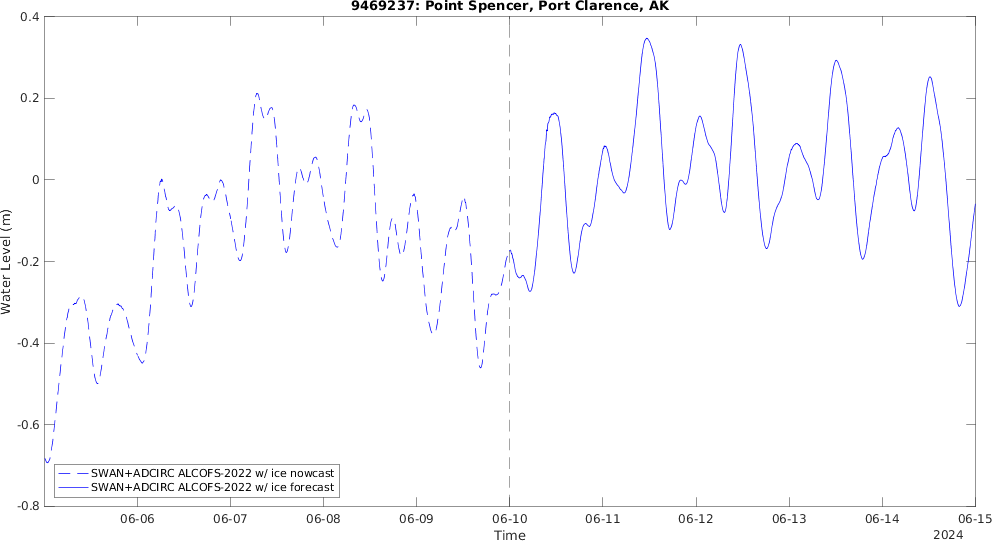 9469237: Point Spencer, Port Clarence, AK
Water Level (m)
0.4
0.2
0
-0.2
-0.4
-0.6
-0.8
SWAN+ADCIRC ALCOFS-2022 w/ ice nowcast
SWAN+ADCIRC ALCOFS-2022 w/ ice forecast
06-06 06-07 06-08 06-09 06-10 06-11 06-12 06-13 06-14 06-15
Time
2024